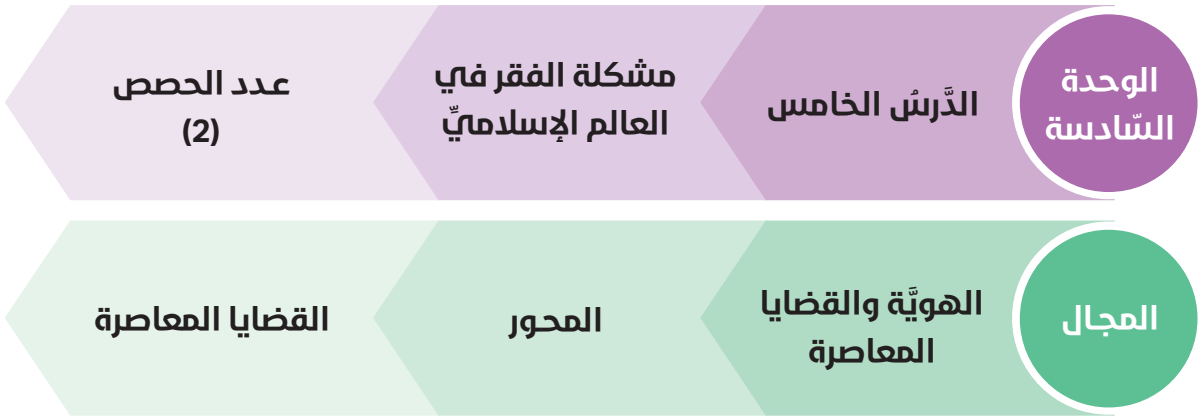 الوحدة
السّادسة
الدَّرسُ الخامس
مشكلة الفقر في
العالم الإسلاميِّ
عدد الحصص
(2)
المجال
الهويَّة والقضايا
المعاصرة
المحور
القضايا المعاصرة